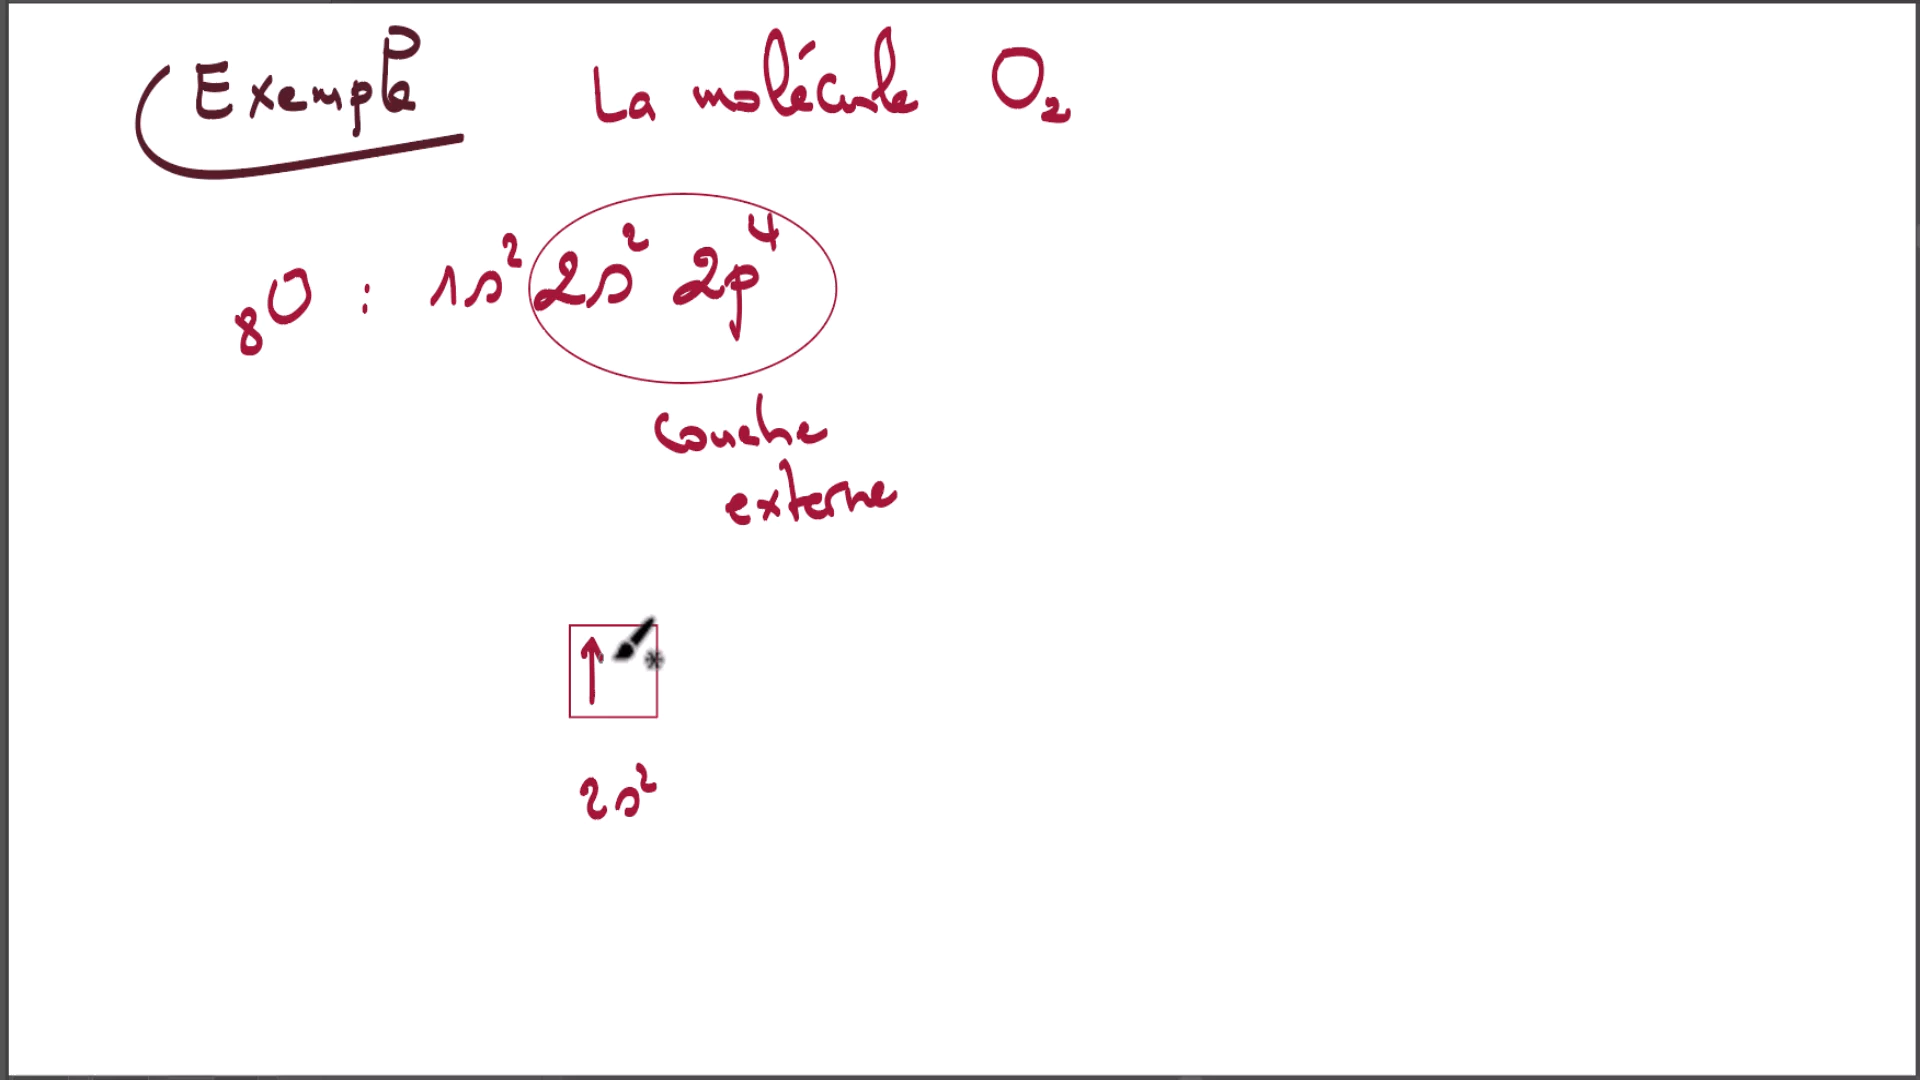 Exemple La molécule O₂
₈O : 1s² 2s² 2p⁴
couche
externe
↑
2s²